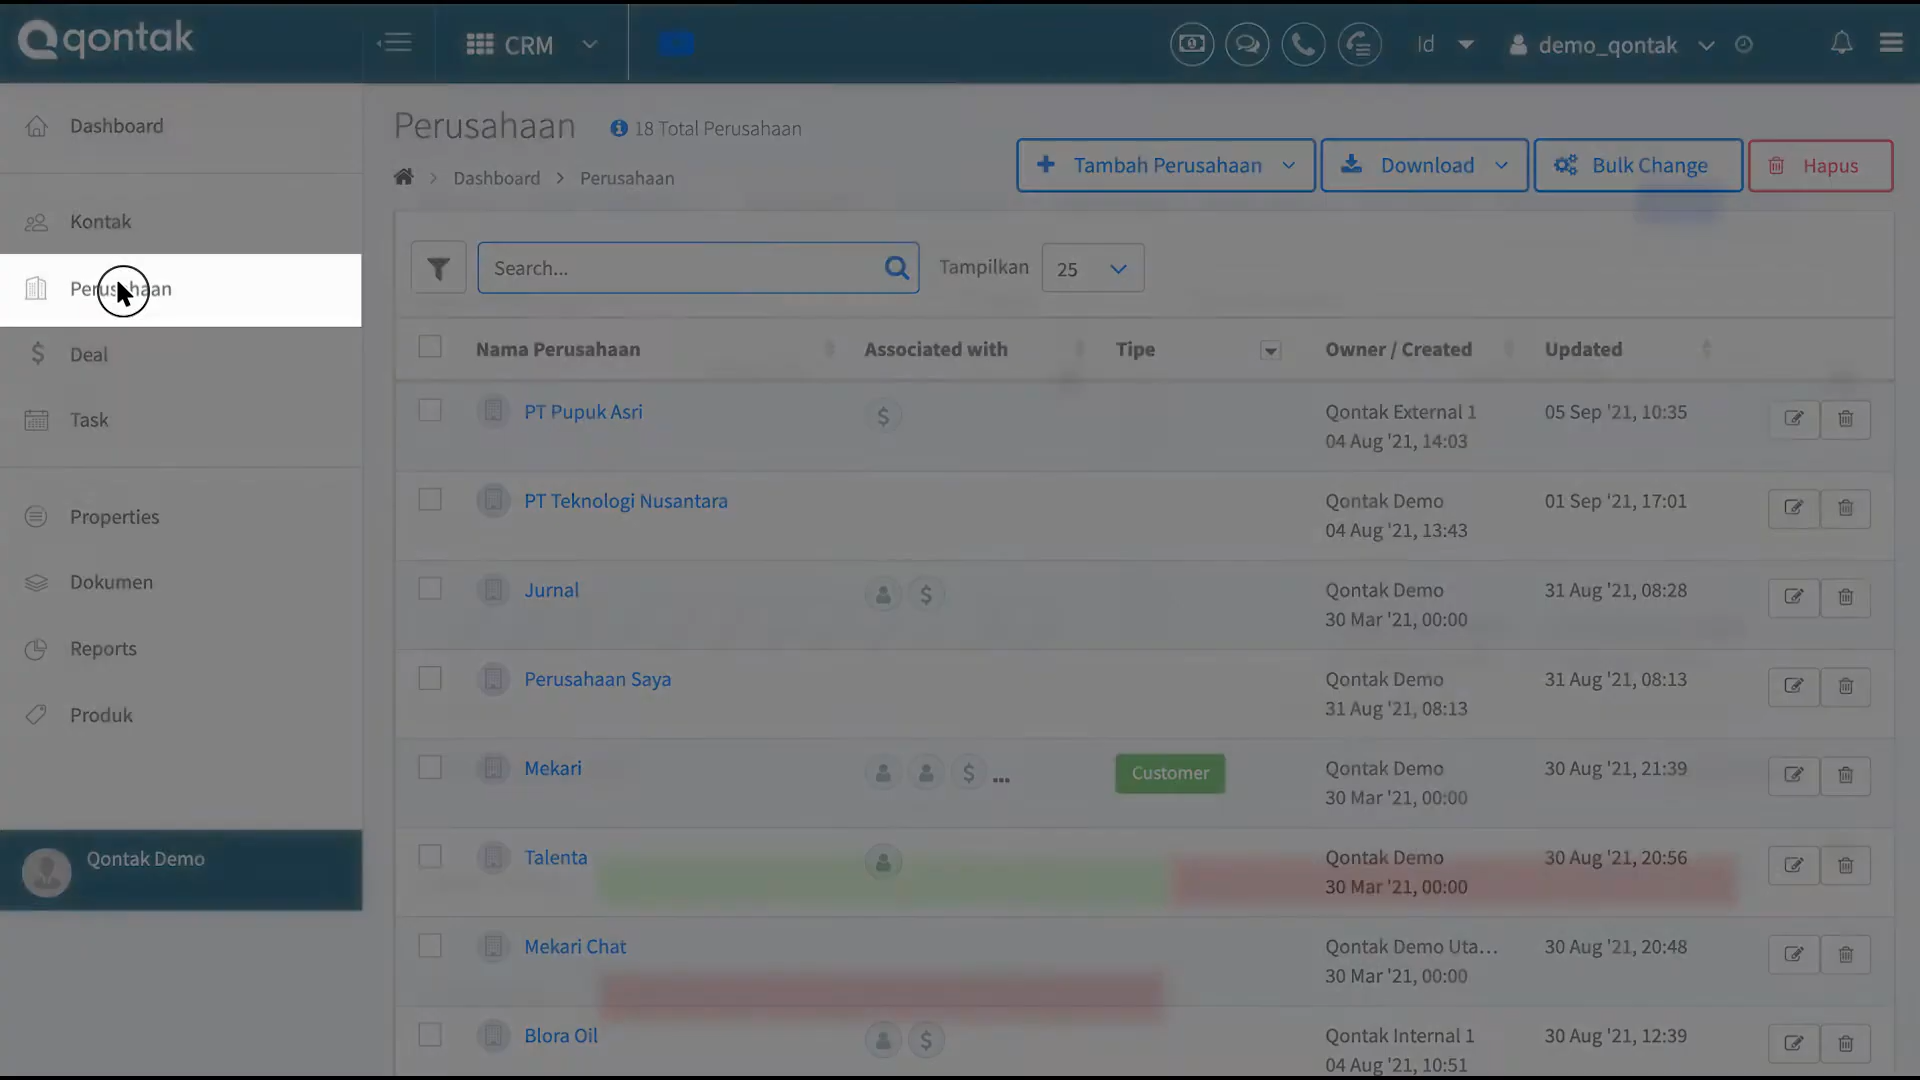 qontak
CRM
Id
demo_qontak
Dashboard
Kontak
Perusahaan
Deal
Task
Properties
Dokumen
Reports
Produk
Qontak Demo
Perusahaan
18 Total Perusahaan
Dashboard > Perusahaan
Tambah Perusahaan
Download
Bulk Change
Hapus
Search...
Tampilkan
25
Nama Perusahaan Associated with Tipe Owner / Created Updated
PT Pupuk Asri Qontak External 1 05 Sep '21, 10:35
04 Aug '21, 14:03
PT Teknologi Nusantara Qontak Demo 01 Sep '21, 17:01
04 Aug '21, 13:43
Jurnal Qontak Demo 31 Aug '21, 08:28
30 Mar '21, 00:00
Perusahaan Saya Qontak Demo 31 Aug '21, 08:13
31 Aug '21, 08:13
Mekari ... Customer Qontak Demo 30 Aug '21, 21:39
30 Mar '21, 00:00
Talenta Qontak Demo 30 Aug '21, 20:56
30 Mar '21, 00:00
Mekari Chat Qontak Demo Uta... 30 Aug '21, 20:48
30 Mar '21, 00:00
Blora Oil Qontak Internal 1 30 Aug '21, 12:39
04 Aug '21, 10:51